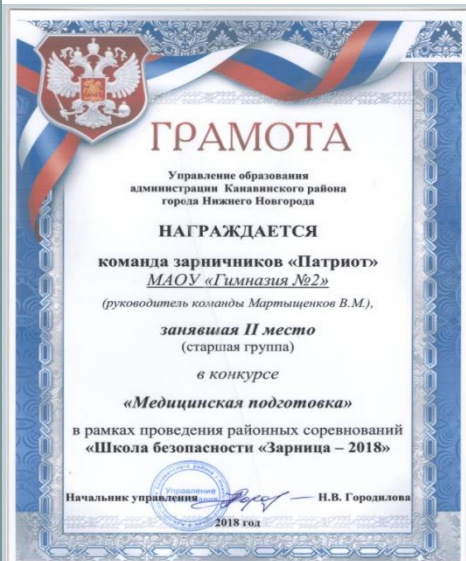 ГРАМОТА
Управление образования
администрации Канавинского района
города Нижнего Новгорода
НАГРАЖДАЕТСЯ
команда зарничников «Патриот»
МАОУ «Гимназия №2»
(руководитель команды Мартыщенков В.М.),
занявшая II место
(старшая группа)
в конкурсе
«Медицинская подготовка»
в рамках проведения районных соревнований
«Школа безопасности «Зарница – 2018»
Управление
Начальник управления Н.В. Городилова
2018 год